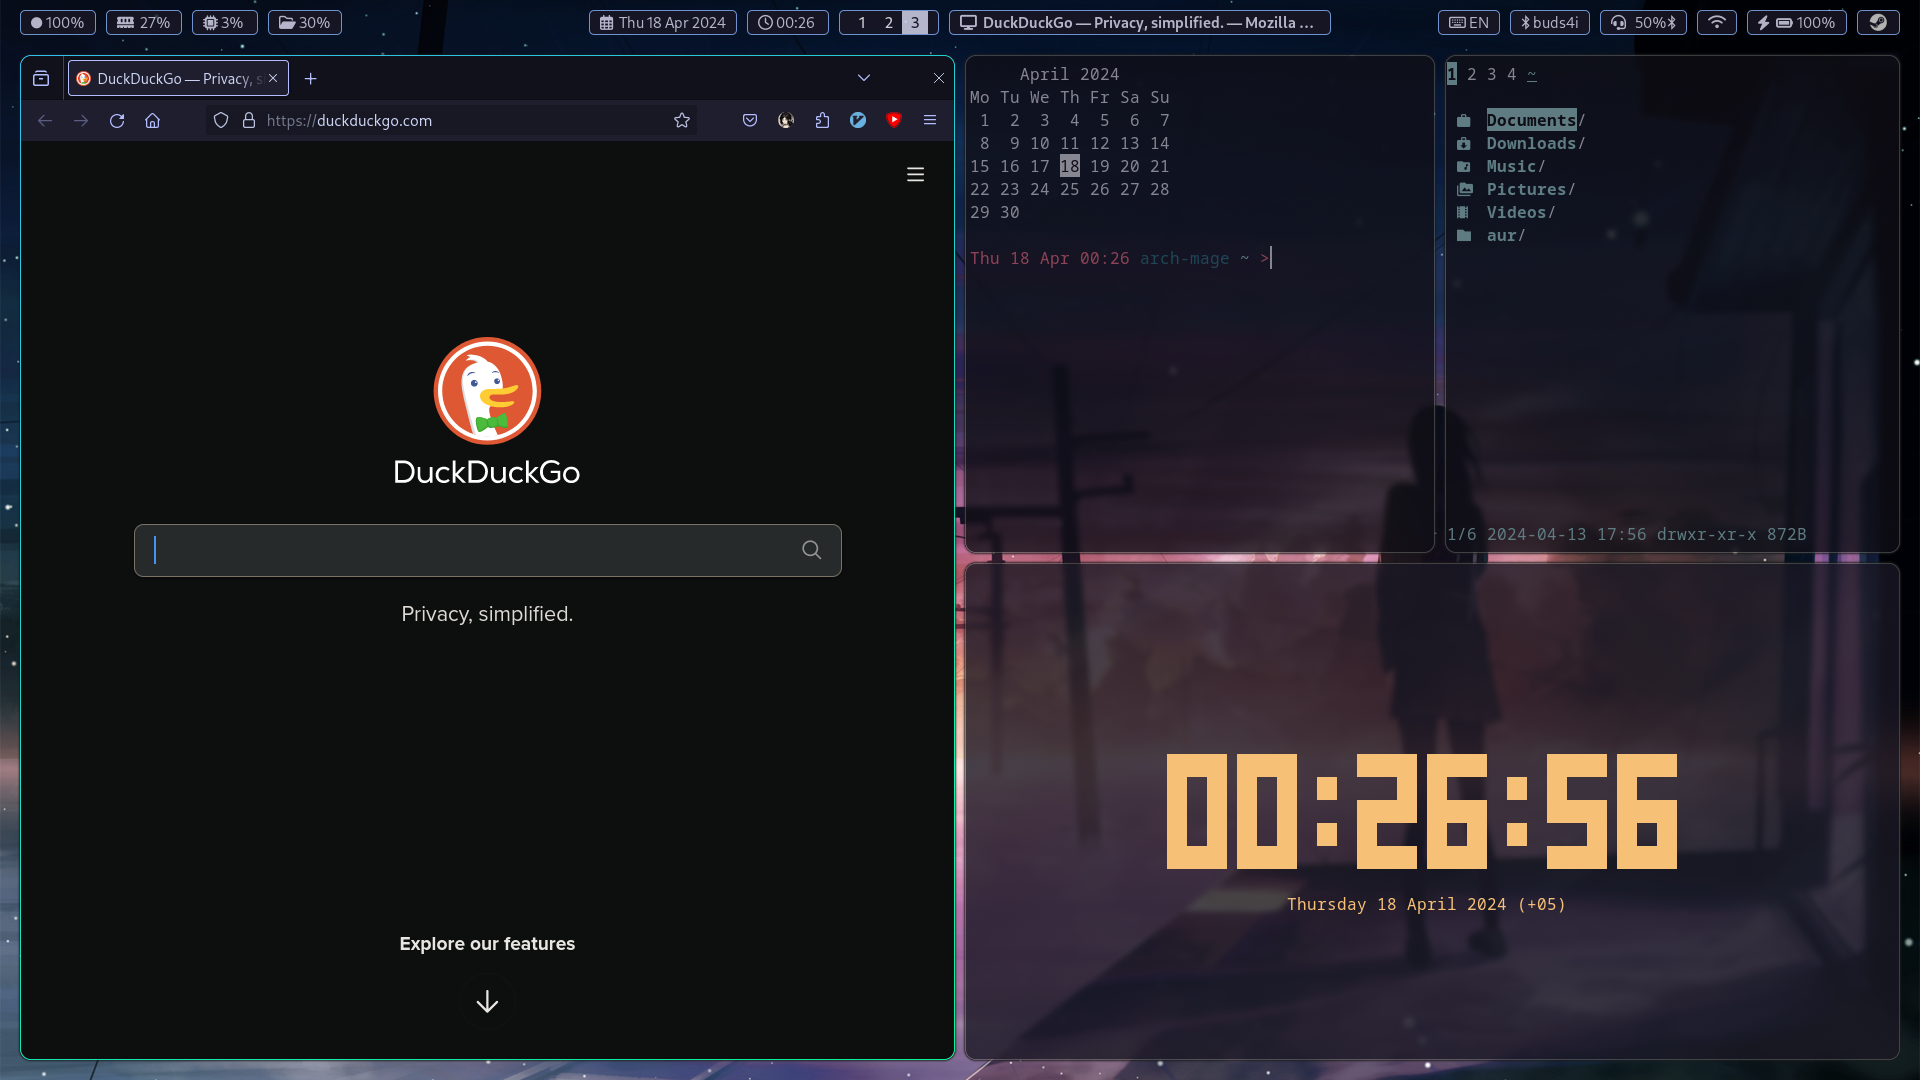 100%
27%
3%
30%
Thu 18 Apr 2024
00:26
1 2 3
DuckDuckGo — Privacy, simplified. — Mozilla ...
EN
buds4i
50%
100%
DuckDuckGo — Privacy, s
https://duckduckgo.com
DuckDuckGo
Privacy, simplified.
Explore our features
April 2024
Mo Tu We Th Fr Sa Su
1 2 3 4 5 6 7
8 9 10 11 12 13 14
15 16 17 18 19 20 21
22 23 24 25 26 27 28
29 30
Thu 18 Apr 00:26 arch-mage ~ >
1 2 3 4 ~
Documents/
Downloads/
Music/
Pictures/
Videos/
aur/
1/6 2024-04-13 17:56 drwxr-xr-x 872B
00:26:56
Thursday 18 April 2024 (+05)